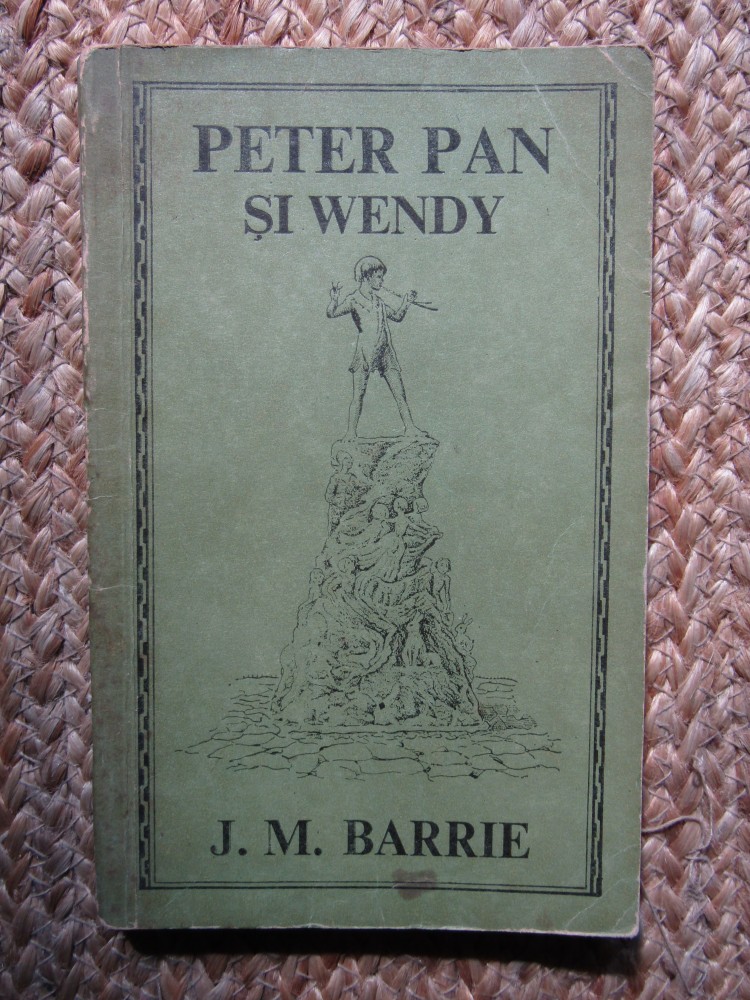 PETER PAN
ȘI WENDY
J. M. BARRIE